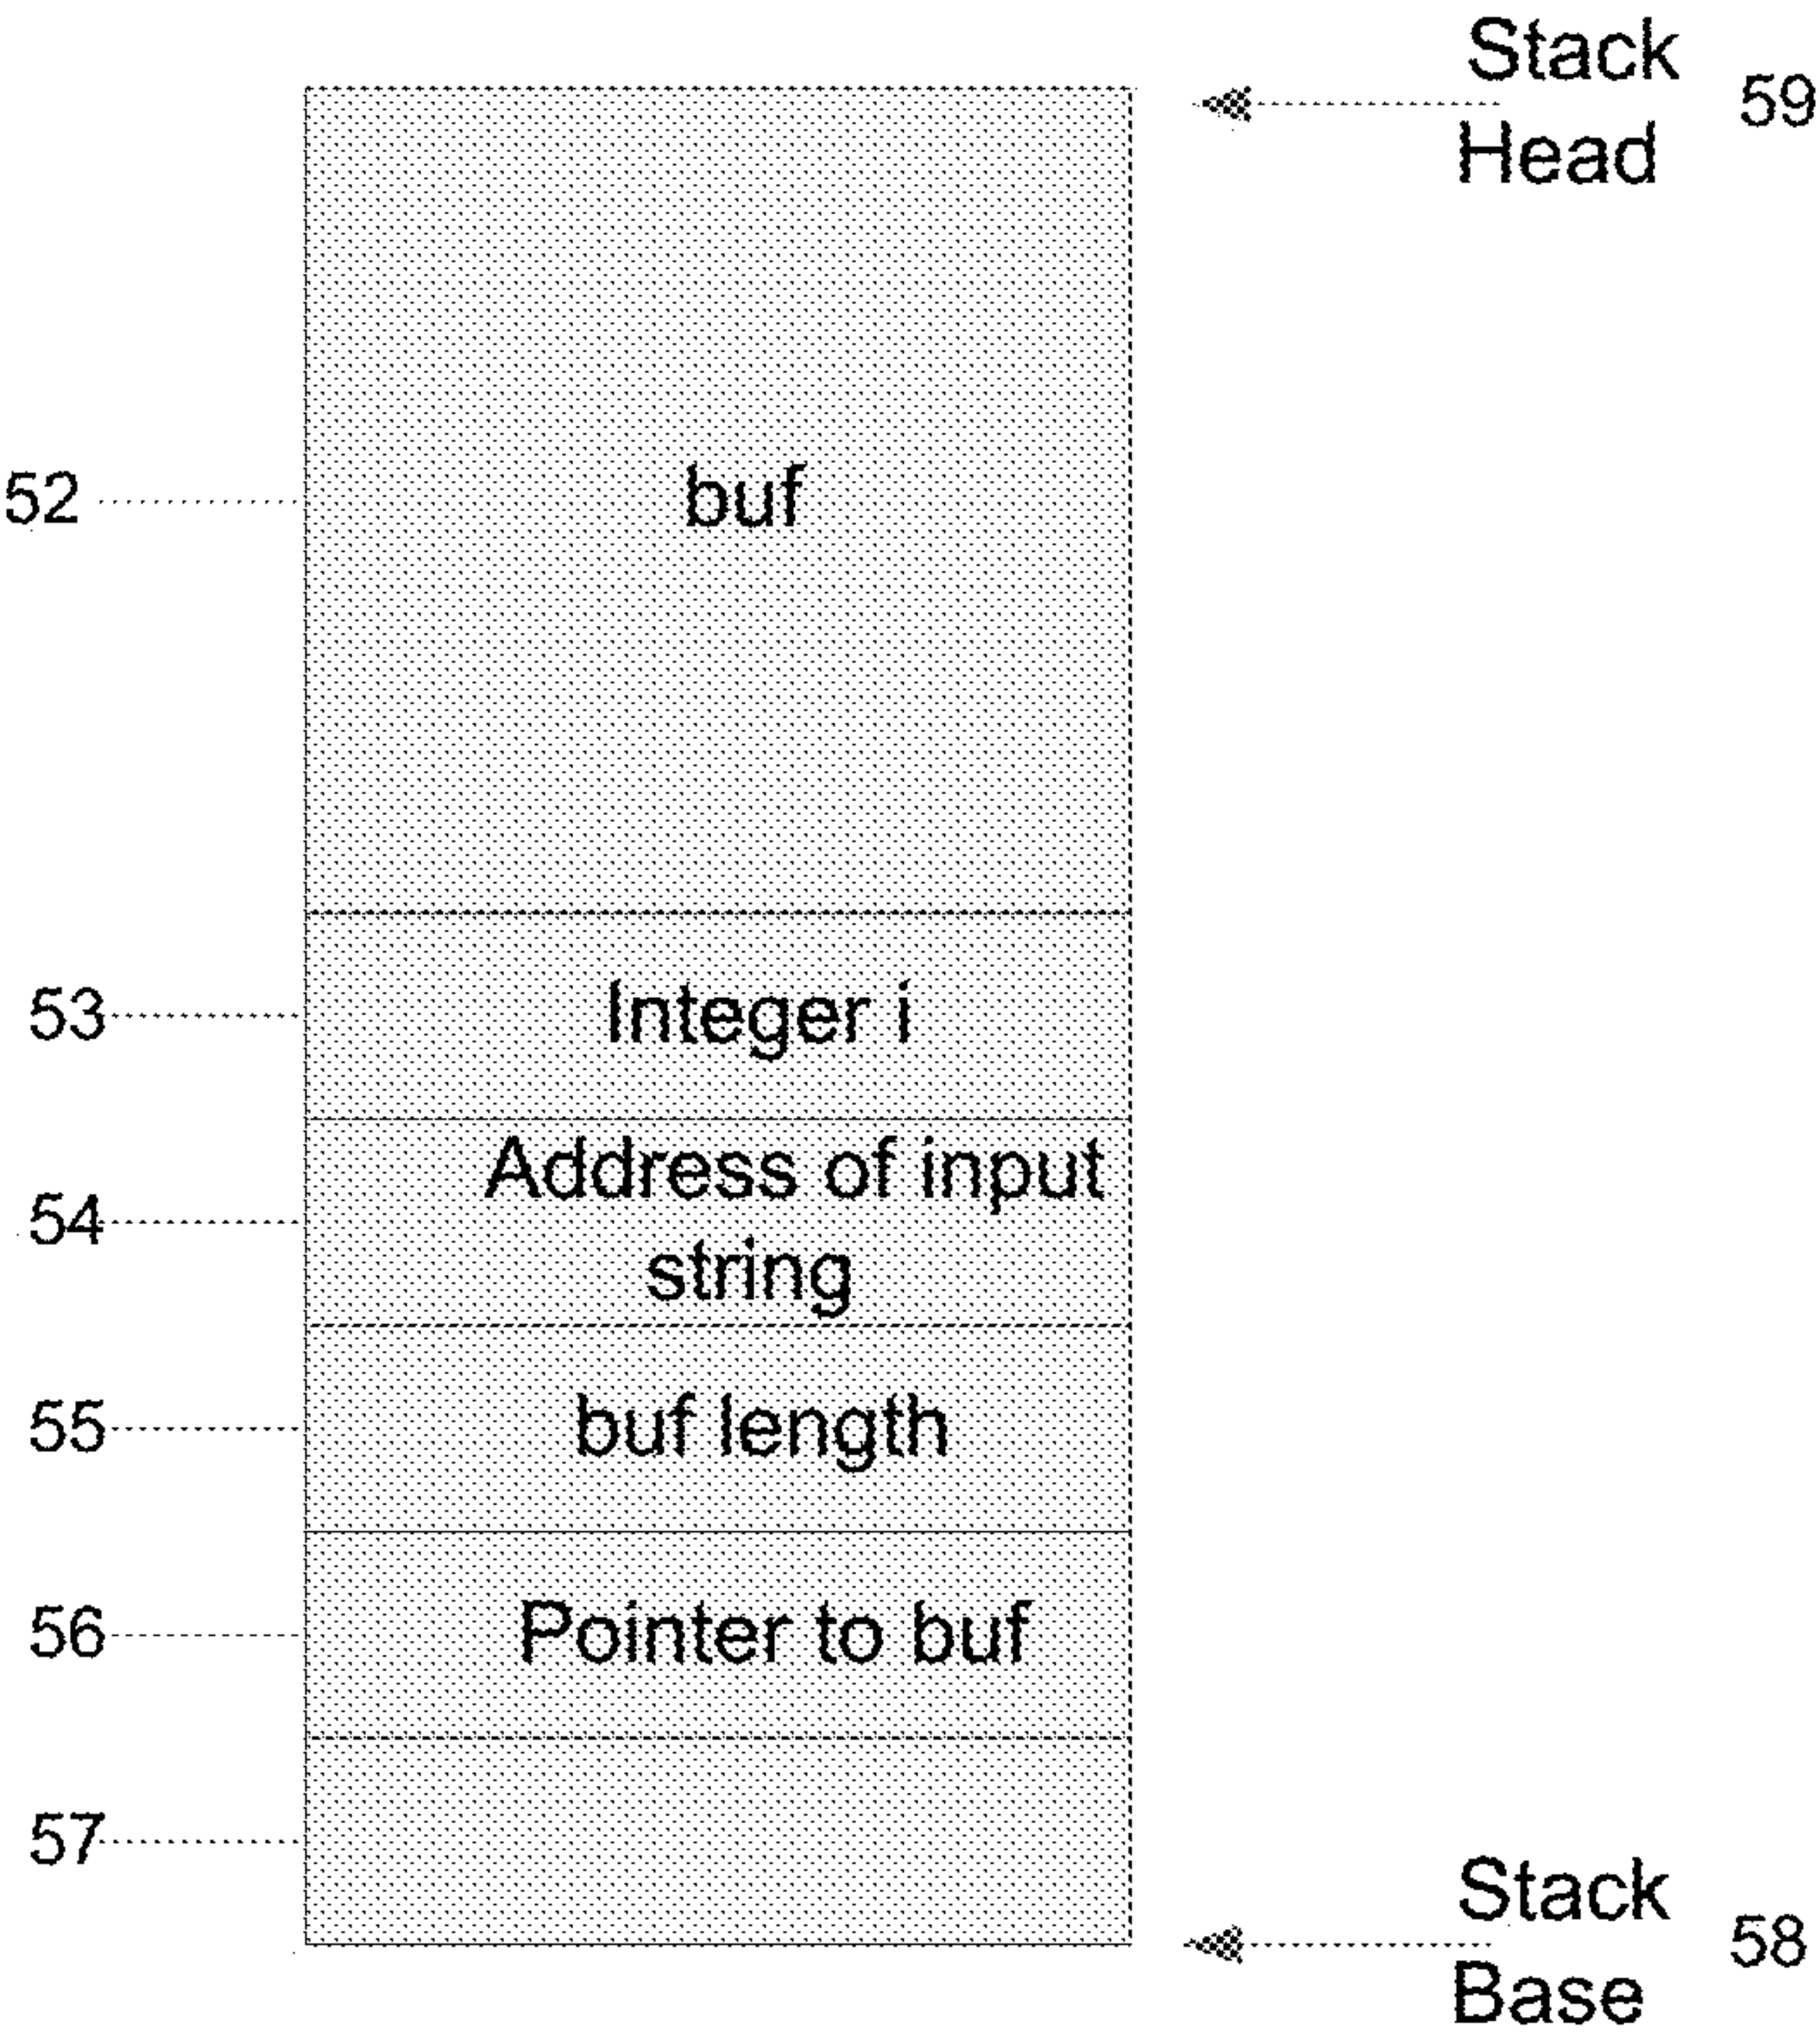 Stack
Head
59
52
buf
53
Integer i
54
Address of input
string
55
buf length
56
Pointer to buf
57
Stack
Base
58